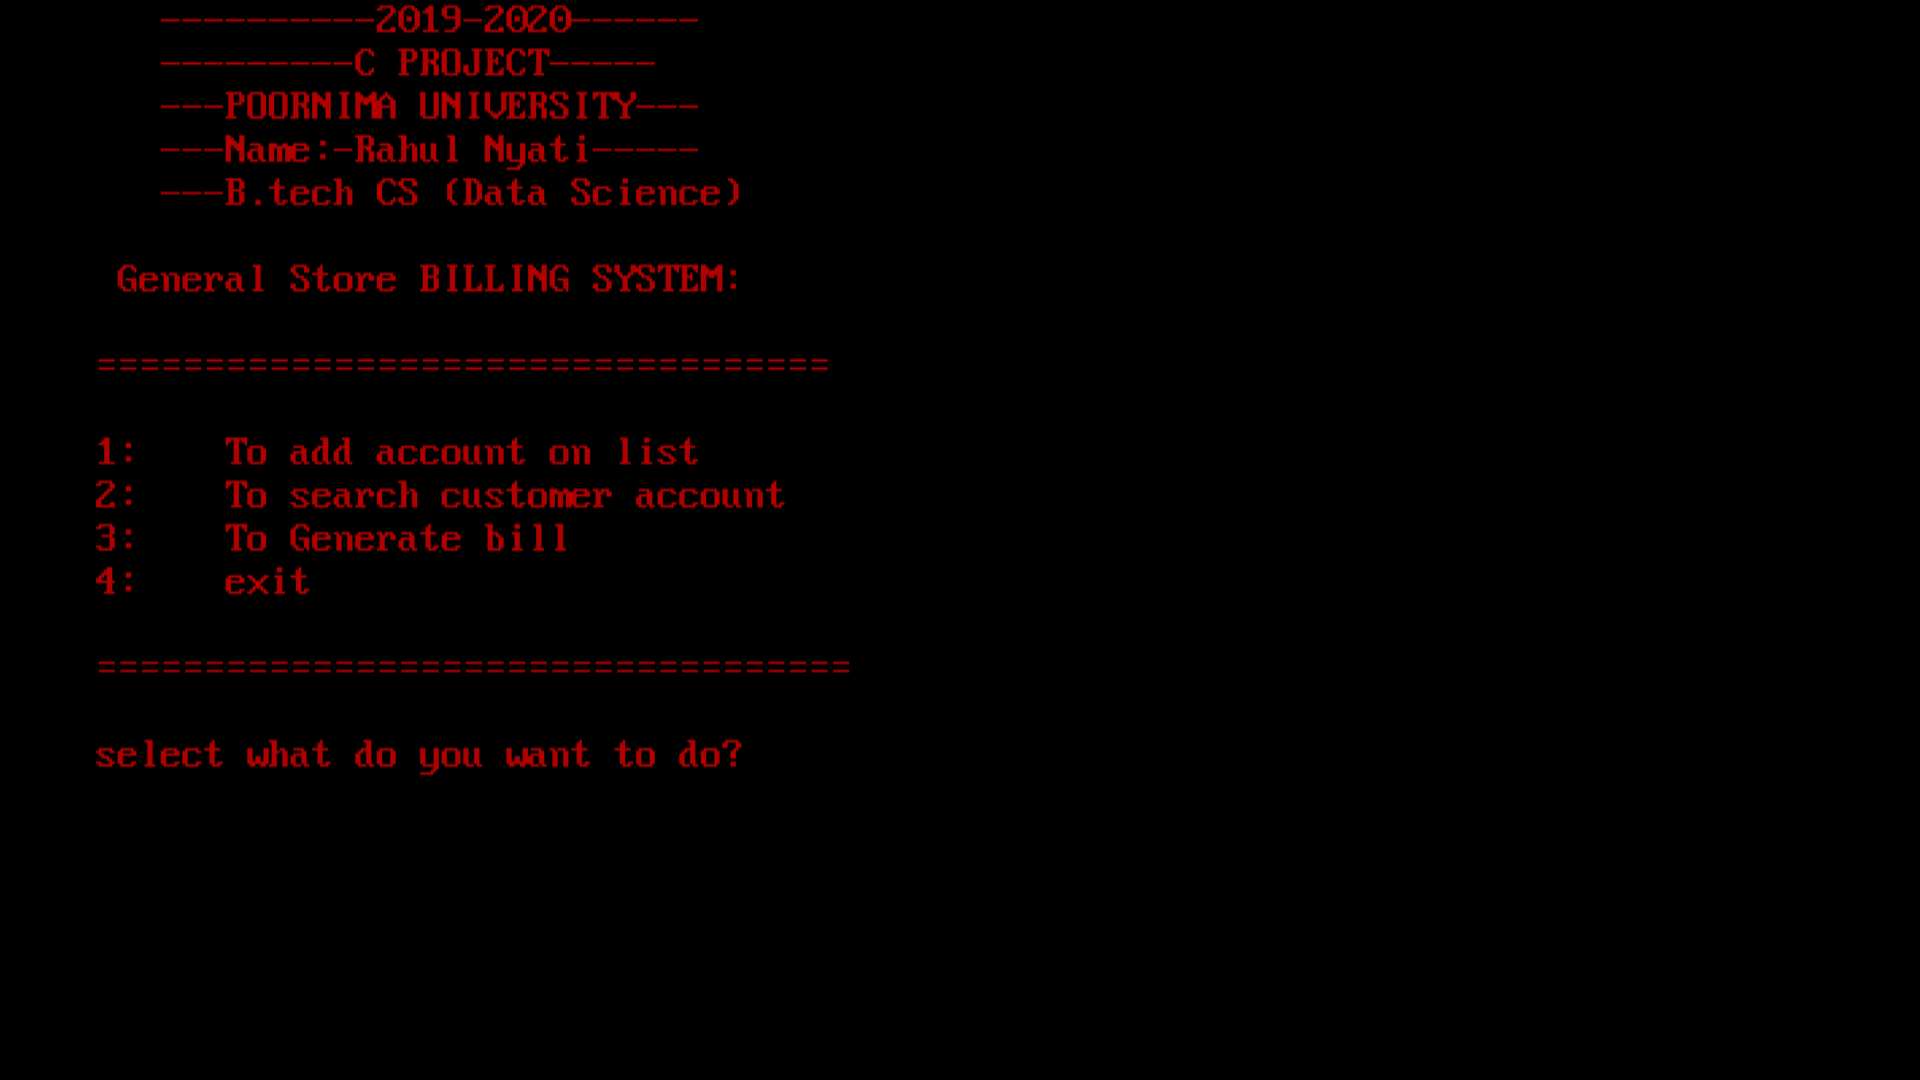 ----------2019-2020------
---------C PROJECT-----
---POORNIMA UNIVERSITY---
---Name:-Rahul Nyati-----
---B.tech CS (Data Science)
General Store BILLING SYSTEM:
==================================
1:    To add account on list
2:    To search customer account
3:    To Generate bill
4:    exit
===================================
select what do you want to do?